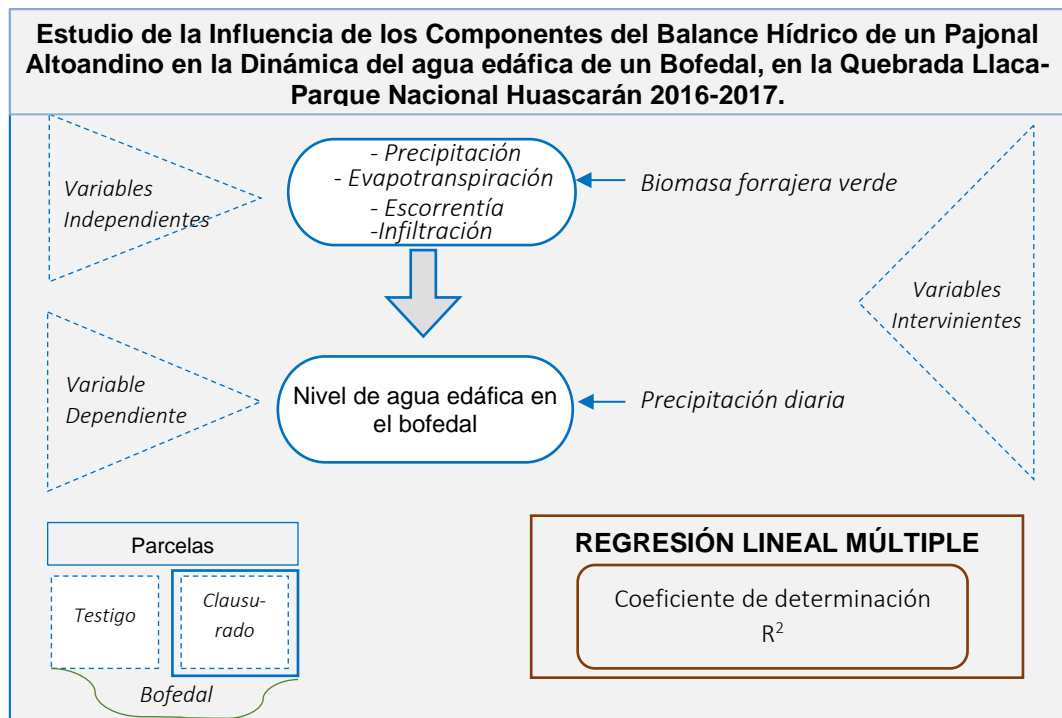 Estudio de la Influencia de los Componentes del Balance Hídrico de un Pajonal
Altoandino en la Dinámica del agua edáfica de un Bofedal, en la Quebrada Llaca-
Parque Nacional Huascarán 2016-2017.
Variables
Independientes
- Precipitación
- Evapotranspiración
- Escorrentía
-Infiltración
Biomasa forrajera verde
Variables
Intervinientes
Variable
Dependiente
Nivel de agua edáfica en
el bofedal
Precipitación diaria
Parcelas
Testigo
Clausu-
rado
Bofedal
REGRESIÓN LINEAL MÚLTIPLE
Coeficiente de determinación
R²